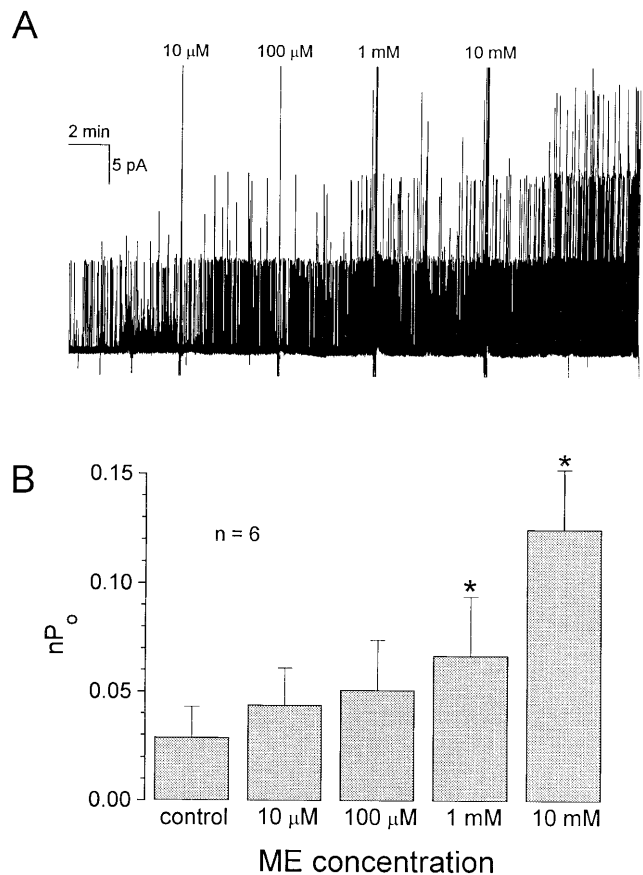 A
10 µM 100 µM 1 mM 10 mM
2 min
5 pA
B
0.15
*
n = 6
0.10
*
nPo
0.05
0.00
control 10 µM 100 µM 1 mM 10 mM
ME concentration